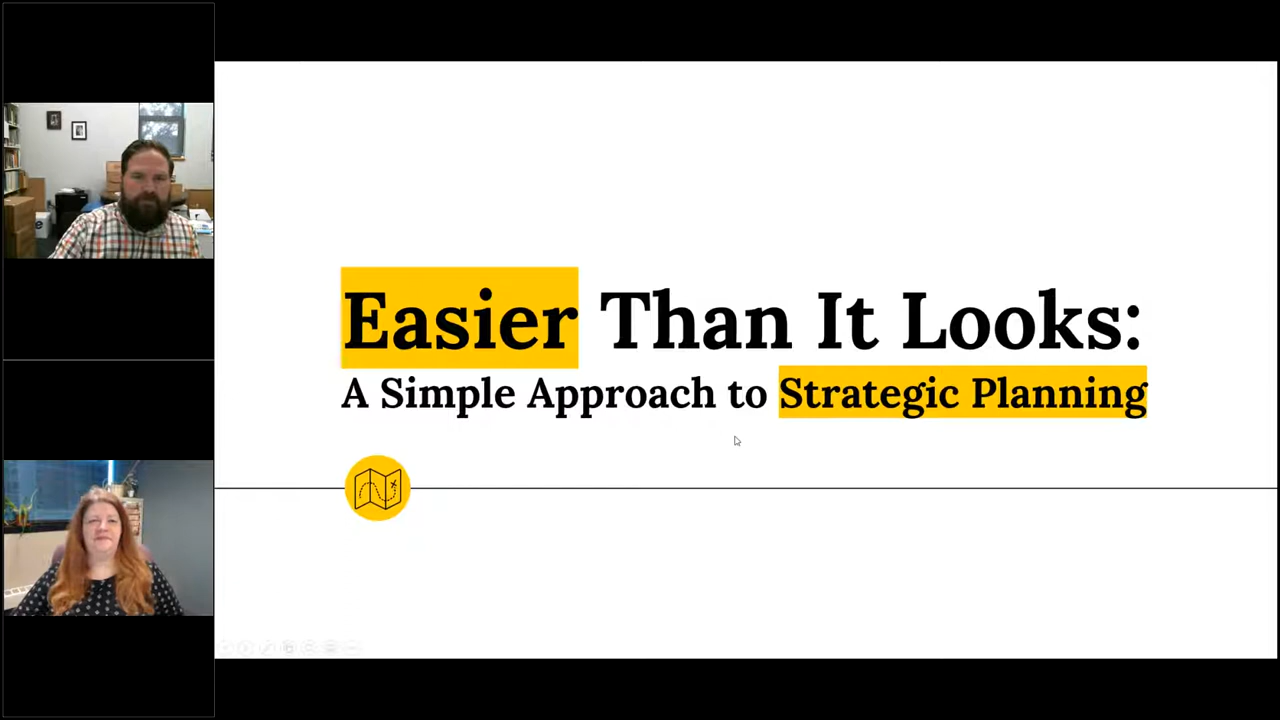 Easier Than It Looks:
A Simple Approach to Strategic Planning